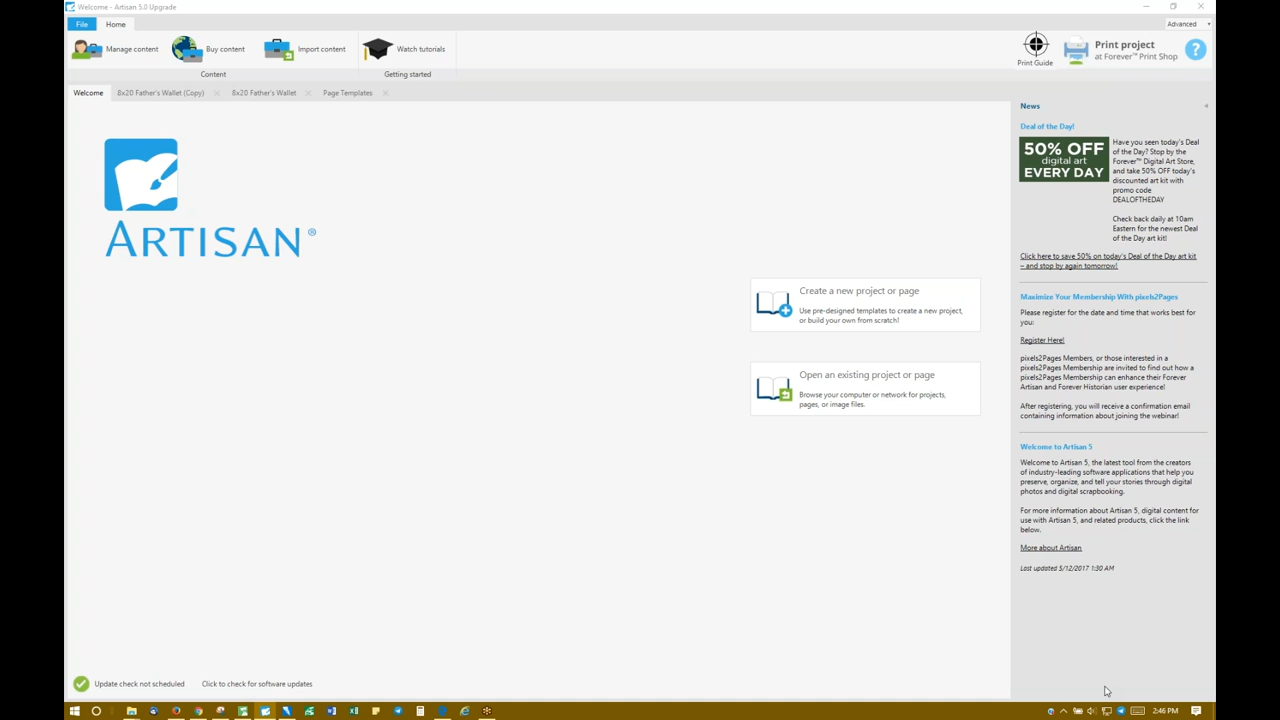 Welcome - Artisan 5.0 Upgrade
File
Home
Advanced
Manage content
Buy content
Import content
Watch tutorials
Print Guide
Print project
at Forever™ Print Shop
?
Content
Getting started
Welcome
8x20 Father's Wallet (Copy)
8x20 Father's Wallet
Page Templates
ARTISAN®
Create a new project or page
Use pre-designed templates to create a new project,
or build your own from scratch!
Open an existing project or page
Browse your computer or network for projects,
pages, or image files.
News
Deal of the Day!
50% OFF
digital art
EVERY DAY
Have you seen today's Deal
of the Day? Stop by the
Forever™ Digital Art Store,
and take 50% OFF today's
discounted art kit with
promo code
DEALOFTHEDAY
Check back daily at 10am
Eastern for the newest Deal
of the Day art kit!
Click here to save 50% on today's Deal of the Day art kit
– and stop by again tomorrow!
Maximize Your Membership With pixels2Pages
Please register for the date and time that works best for
you:
Register Here!
pixels2Pages Members, or those interested in a
pixels2Pages Membership are invited to find out how a
pixels2Pages Membership can enhance their Forever
Artisan and Forever Historian user experience!
After registering, you will receive a confirmation email
containing information about joining the webinar!
Welcome to Artisan 5
Welcome to Artisan 5, the latest tool from the creators
of industry-leading software applications that help you
preserve, organize, and tell your stories through digital
photos and digital scrapbooking.
For more information about Artisan 5, digital content for
use with Artisan 5, and related products, click the link
below.
More about Artisan
Last updated 5/12/2017 1:30 AM
Update check not scheduled
Click to check for software updates
2:46 PM